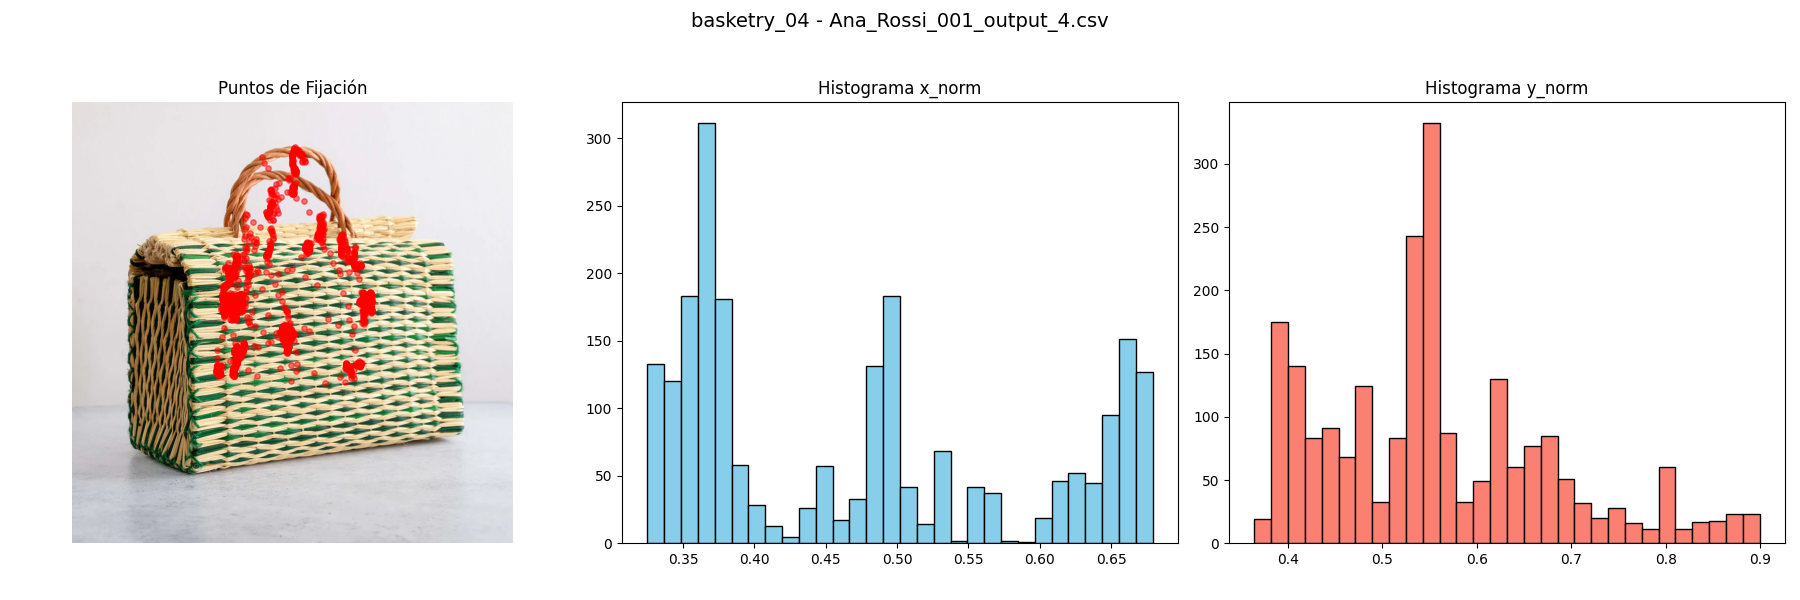 basketry_04 - Ana_Rossi_001_output_4.csv
Puntos de Fijación
Histograma x_norm
300
250
200
150
100
50
0
0.35 0.40 0.45 0.50 0.55 0.60 0.65
Histograma y_norm
300
250
200
150
100
50
0
0.4 0.5 0.6 0.7 0.8 0.9